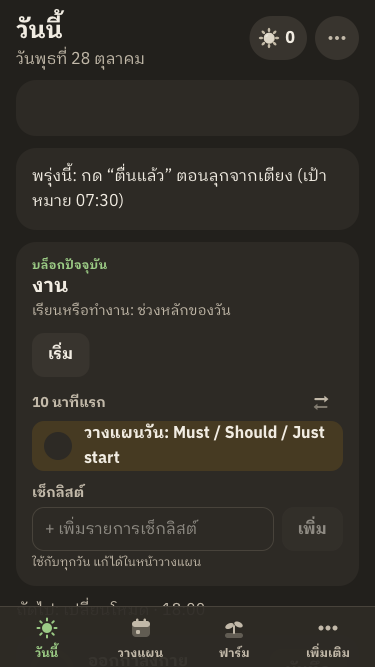 วันนี้
วันพุธที่ 28 ตุลาคม
0
พรุ่งนี้: กด “ตื่นแล้ว” ตอนลุกจากเตียง (เป้า
หมาย 07:30)
บล็อกปัจจุบัน
งาน
เรียนหรือทำงาน: ช่วงหลักของวัน
เริ่ม
10 นาทีแรก
วางแผนวัน: Must / Should / Just
start
เช็กลิสต์
+ เพิ่มรายการเช็กลิสต์
เพิ่ม
ใช้กับทุกวัน แก้ได้ในหน้าวางแผน
วันนี้
วางแผน
ฟาร์ม
เพิ่มเติม